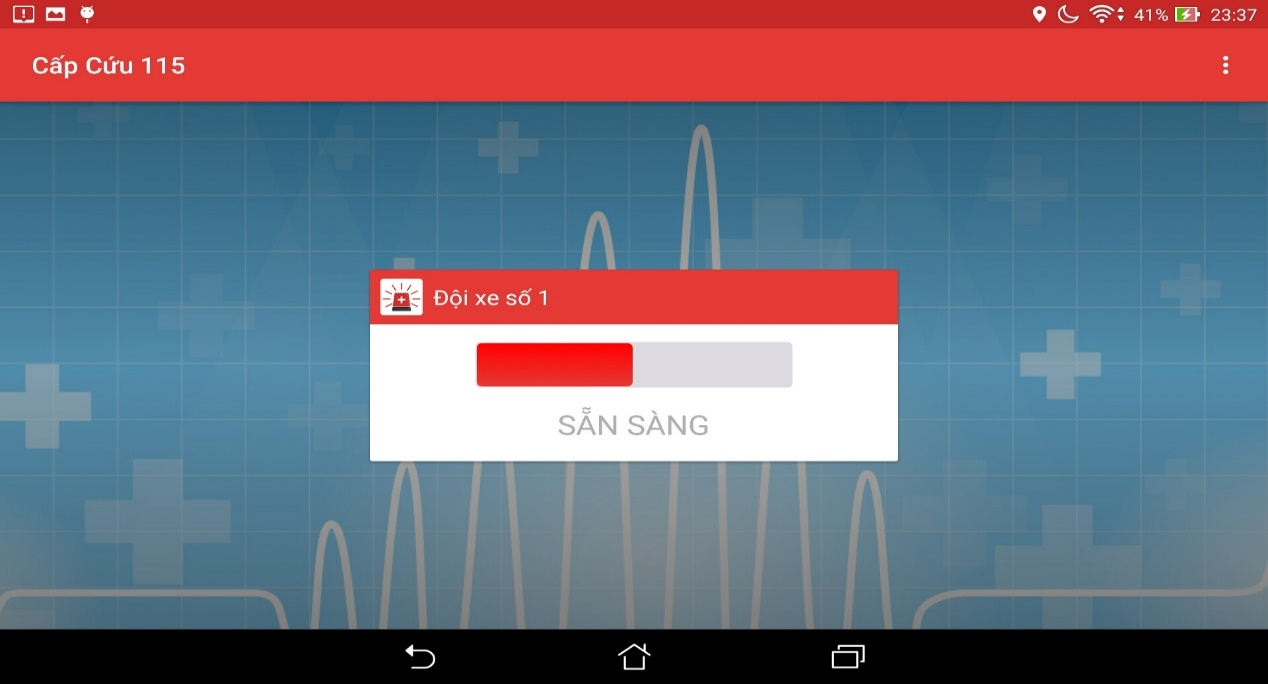 41% 23:37
Cấp Cứu 115
Đội xe số 1
SẴN SÀNG